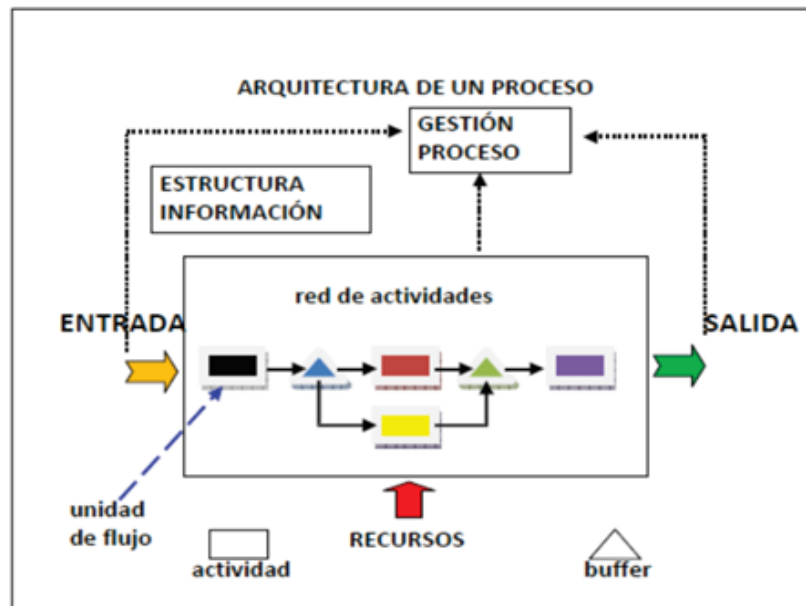 ARQUITECTURA DE UN PROCESO
GESTIÓN
PROCESO
ESTRUCTURA
INFORMACIÓN
red de actividades
ENTRADA
SALIDA
unidad
de flujo
RECURSOS
actividad
buffer